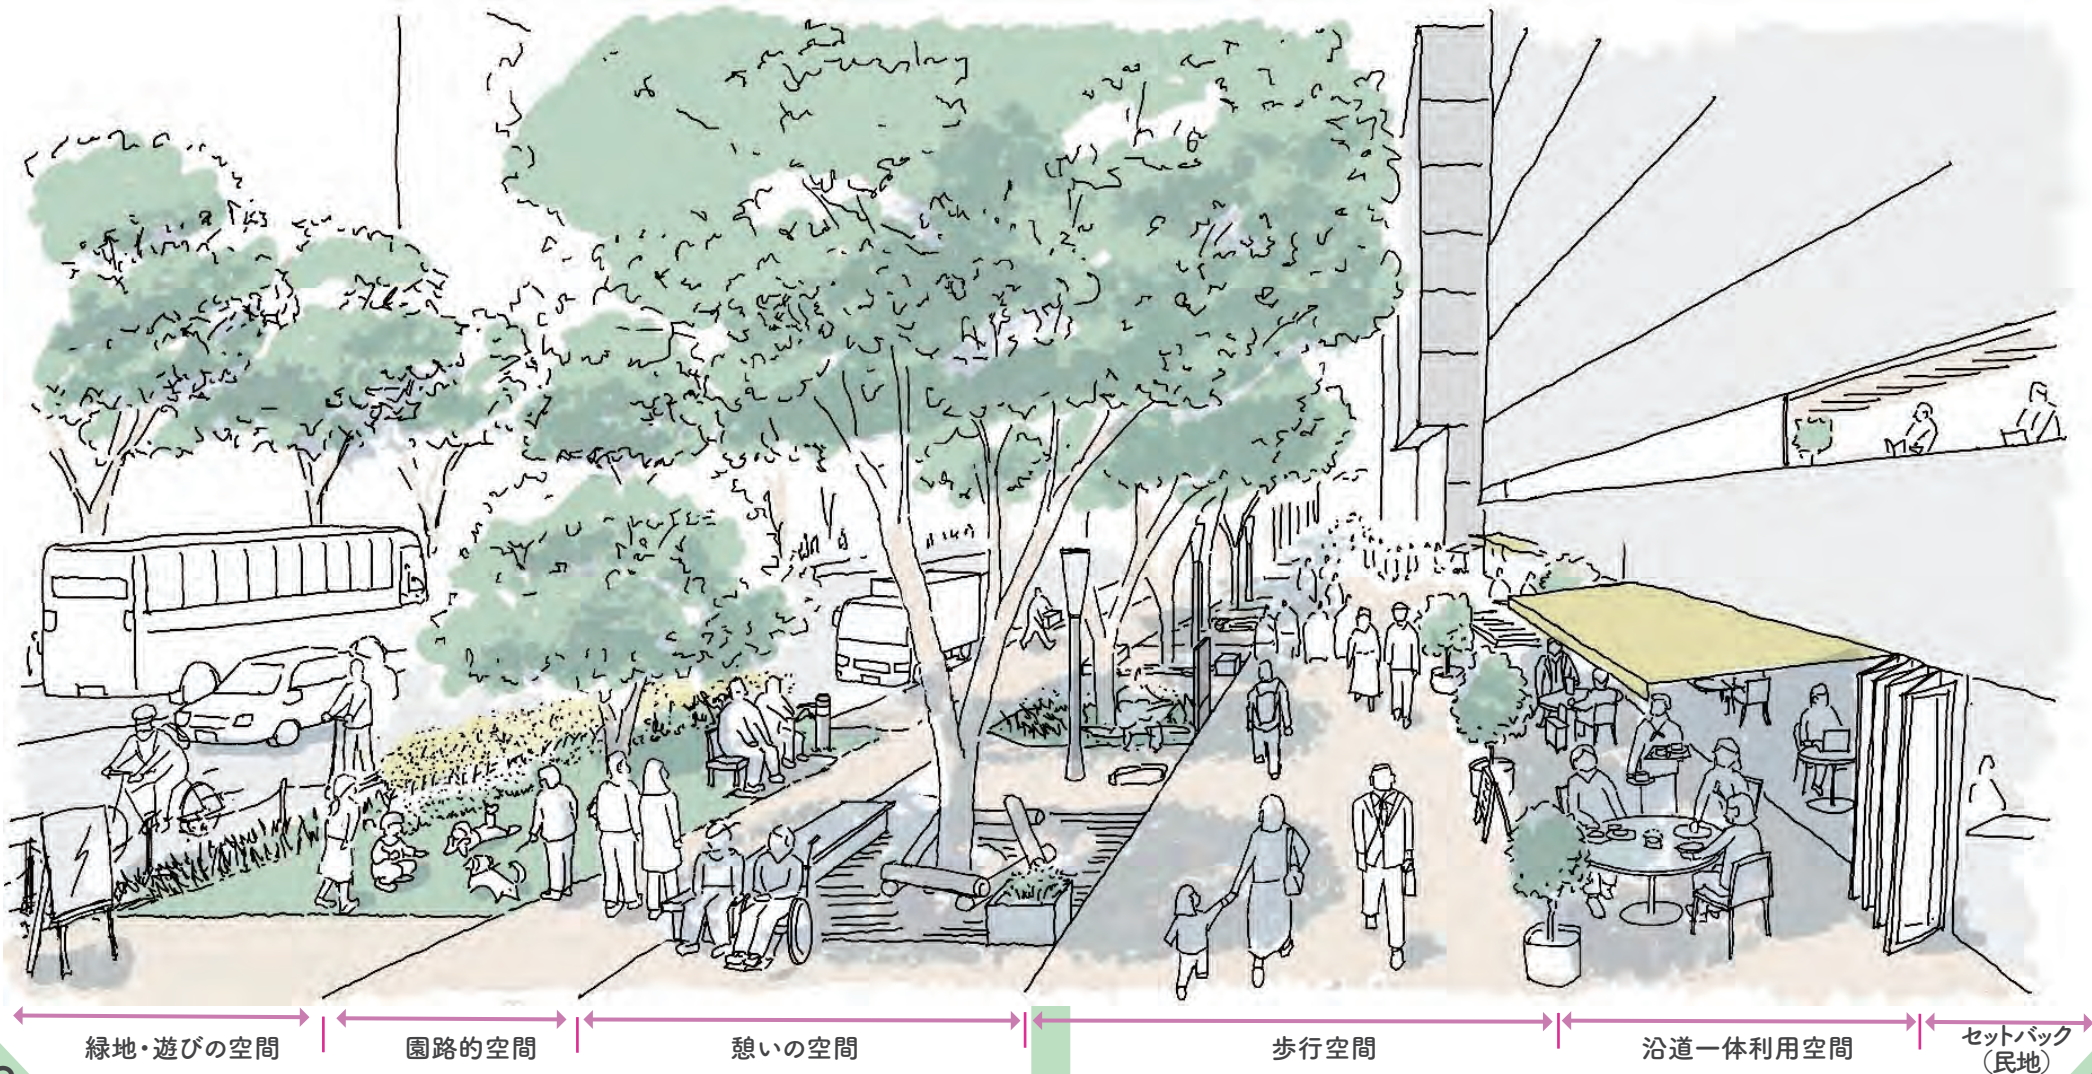 緑地・遊びの空間
園路的空間
憩いの空間
歩行空間
沿道一体利用空間
セットバック
（民地）